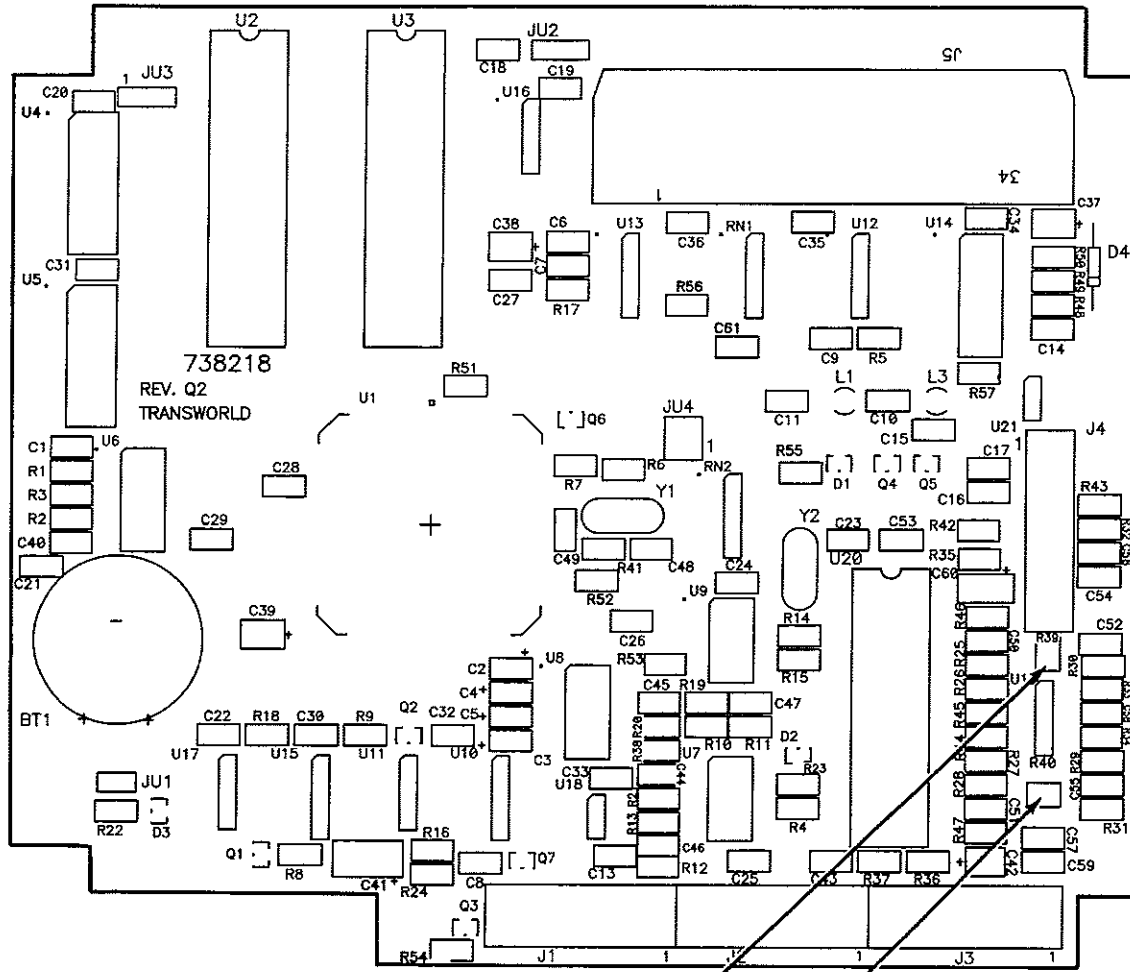 U2
U3
JU2
C18
C19
J5
1 JU3
C20
U4
U16
34
1
C37
+
C34
U13
C36
RN1
C35
U12
U14
C38
+
C6
C7
C27
R17
R56
D4
R50
R49
R48
C14
C31
U5
C61
C9
R5
738218
REV. Q2
TRANSWORLD
R51
R57
L1
L3
U1
Q6
JU4
1
C11
C10
C15
U21
1
J4
C1
U6
R1
R3
R2
C40
C21
C28
C29
R7
R6
RN2
R55
D1
Q4
Q5
C17
C16
R43
Y1
Y2
C23
C53
R42
R35
C60
+
C54
C49
R41
C48
U20
R52
C24
U9
C39
+
C26
R53
R14
R15
R46
C50
R25
R26
R45
R27
R28
R47
C42
+
R39
C52
R30
-
BT1
+ +
C2
+
U8
C4+
C5+
+
C3
C45
R19
C47
R20
R38
R10
R11
C22
R18
C30
R9
Q2
C32
U17
U15
U11
U10
U7
D2
R23
R4
C44
C33
U18
R13
C46
R12
R40
R29
C55
R31
C57
C59
JU1
R22
D3
Q1
R8
C41+
R16
R24
C8
Q7
C13
C25
C43
R37
R36
Q3
R54
J1
1
1
J3
1